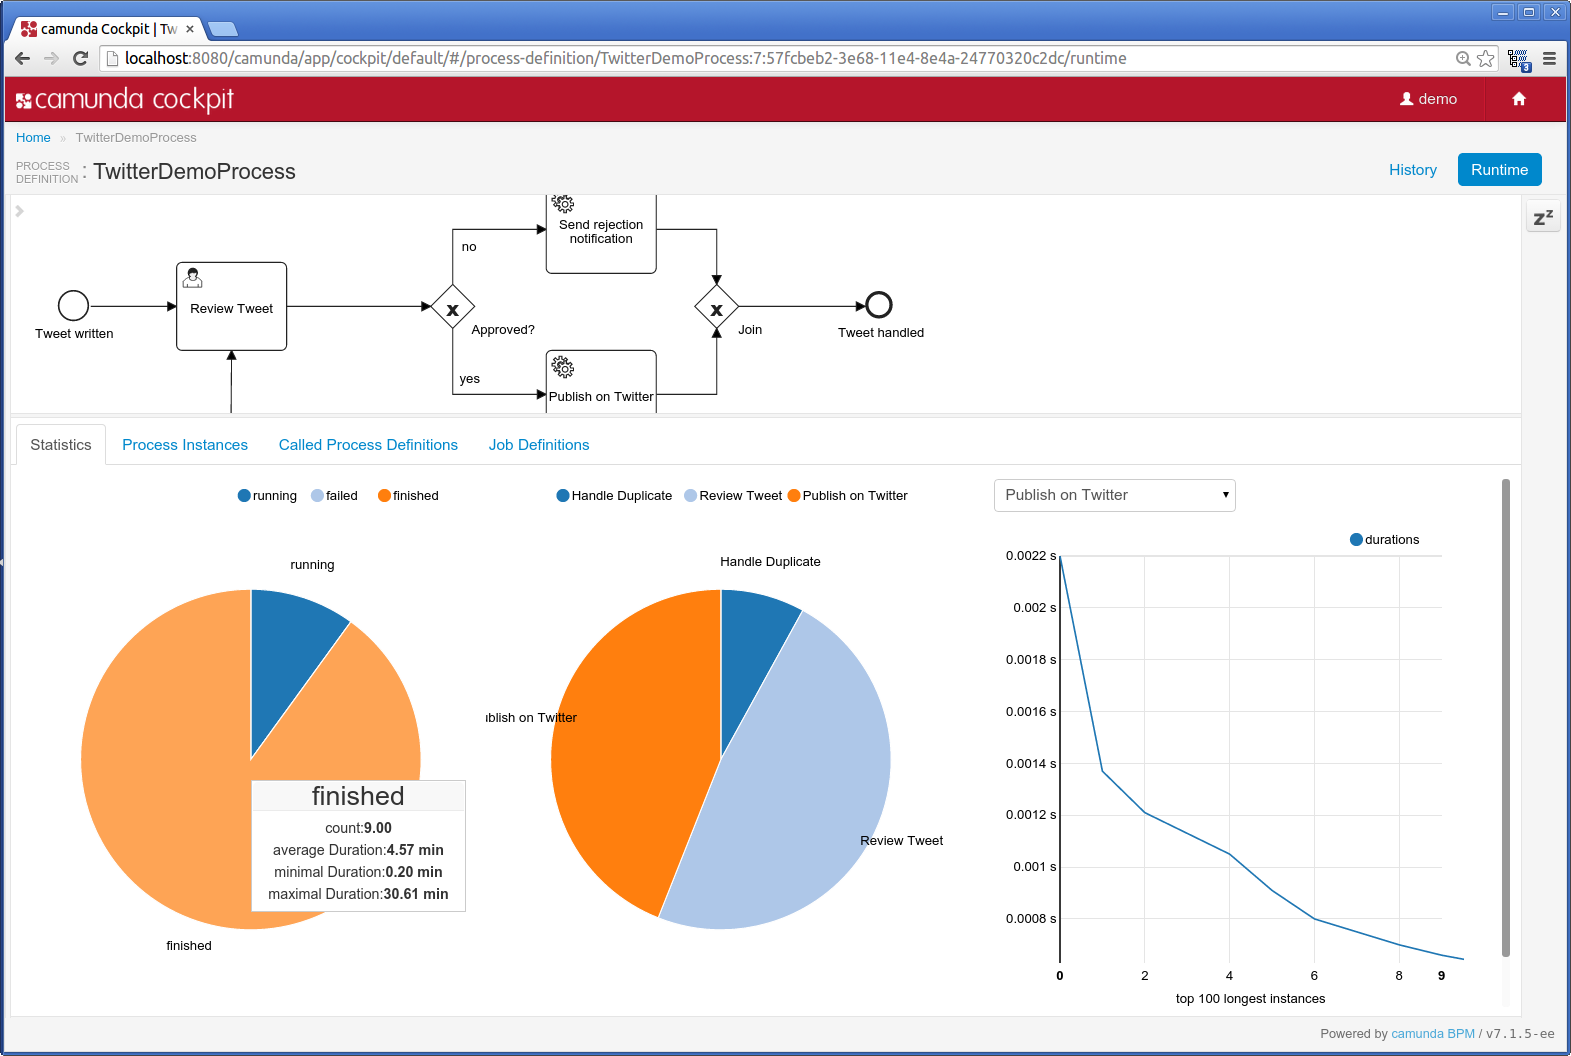 camunda Cockpit | Tw
localhost:8080/camunda/app/cockpit/default/#/process-definition/TwitterDemoProcess:7:57fcbeb2-3e68-11e4-8e4a-24770320c2dc/runtime
3
camunda cockpit
demo
Home » TwitterDemoProcess
PROCESS DEFINITION : TwitterDemoProcess
History
Runtime
zz
Send rejection
notification
no
Review Tweet
X
X
Tweet written
Approved?
Join
Tweet handled
yes
Publish on Twitter
Statistics
Process Instances
Called Process Definitions
Job Definitions
running failed finished
Handle Duplicate Review Tweet Publish on Twitter
Publish on Twitter
durations
running
Handle Duplicate
blish on Twitter
Review Tweet
finished
count:9.00
average Duration:4.57 min
minimal Duration:0.20 min
maximal Duration:30.61 min
finished
0.0022 s
0.002 s
0.0018 s
0.0016 s
0.0014 s
0.0012 s
0.001 s
0.0008 s
0 2 4 6 8 9
top 100 longest instances
Powered by camunda BPM / v7.1.5-ee